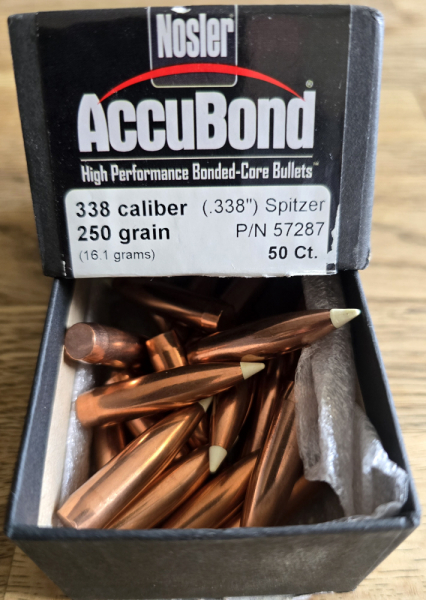 Nosler
AccuBond®
High Performance Bonded-Core Bullets™
338 caliber (.338") Spitzer
250 grain P/N 57287
(16.1 grams) 50 Ct.